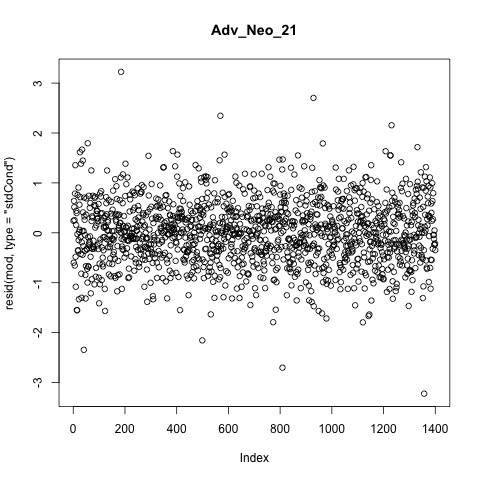 Adv_Neo_21
resid(mod, type = "stdCond")
3
2
1
0
-1
-2
-3
0 200 400 600 800 1000 1200 1400
Index